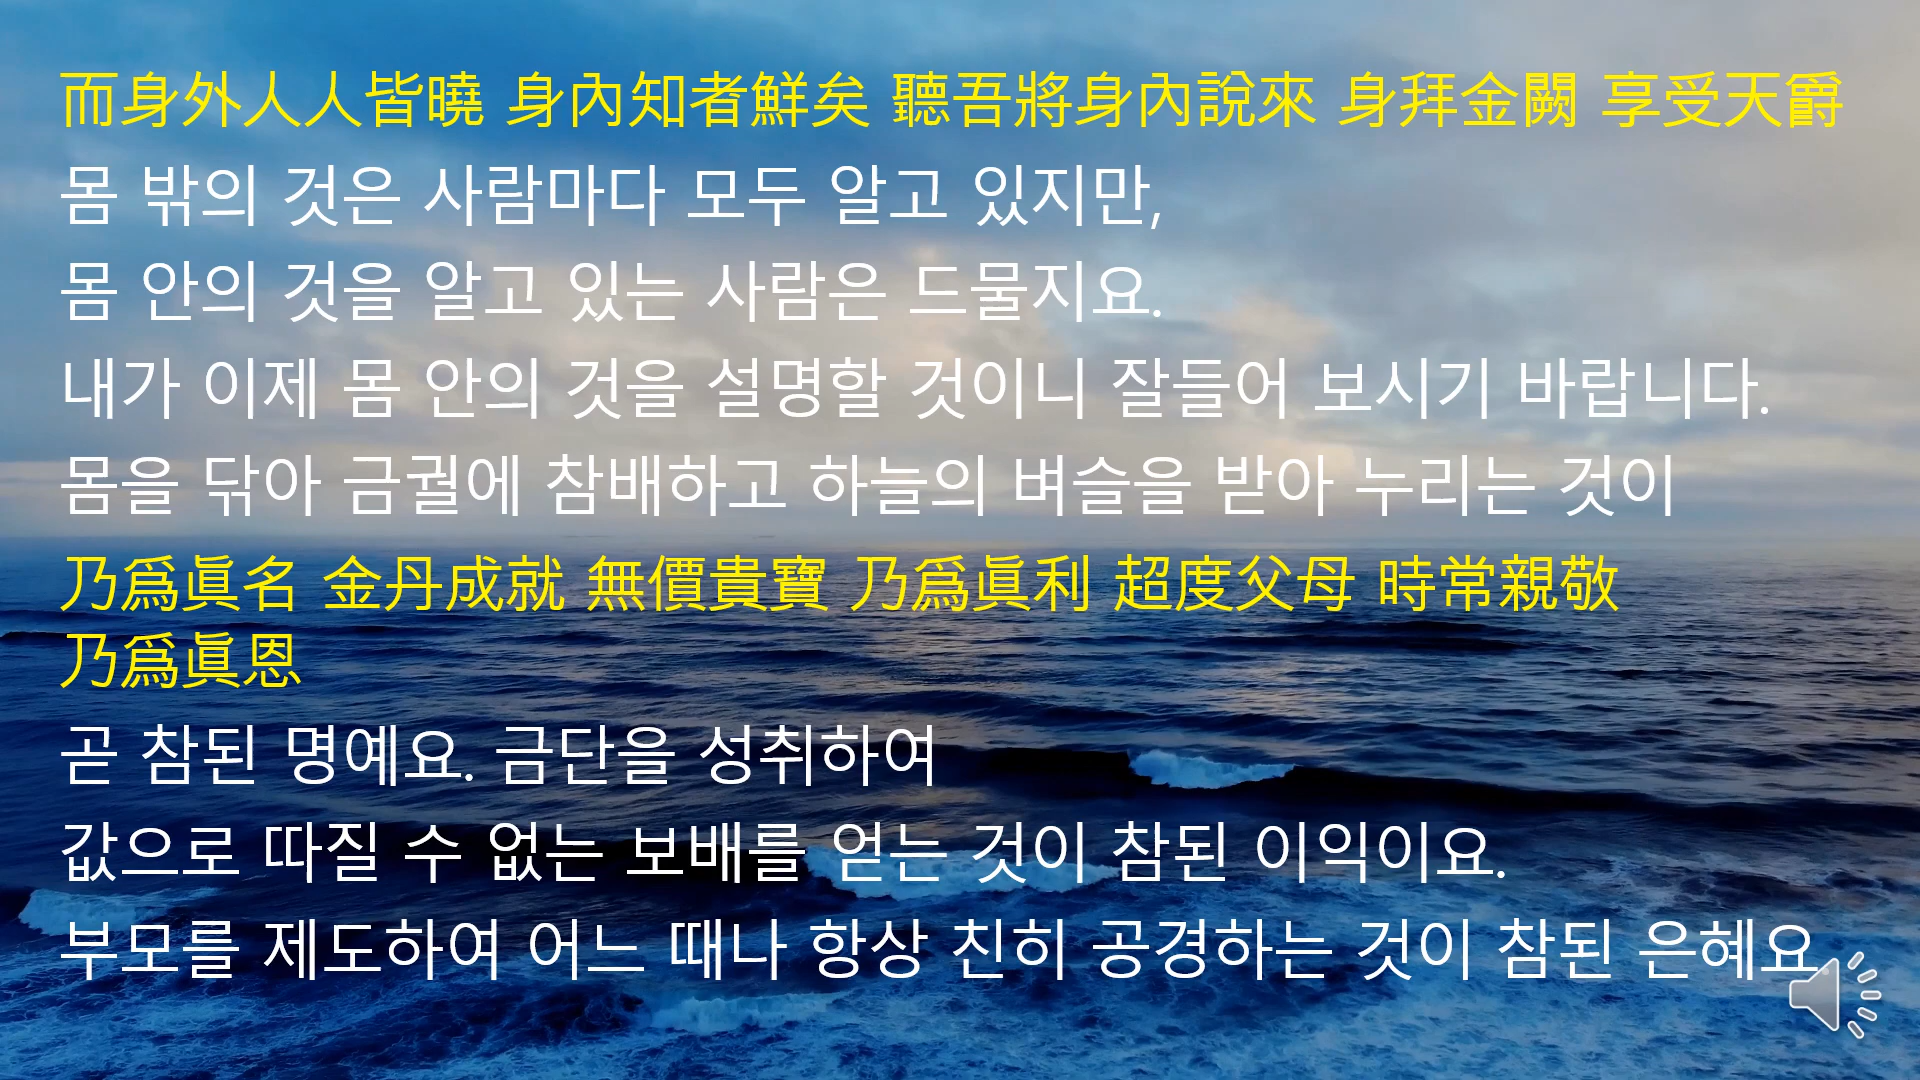 而身外人人皆曉 身內知者鮮矣 聽吾將身內說來 身拜金闕 享受天爵
몸 밖의 것은 사람마다 모두 알고 있지만,
몸 안의 것을 알고 있는 사람은 드물지요.
내가 이제 몸 안의 것을 설명할 것이니 잘들어 보시기 바랍니다.
몸을 닦아 금궐에 참배하고 하늘의 벼슬을 받아 누리는 것이
乃爲眞名 金丹成就 無價貴寶 乃爲眞利 超度父母 時常親敬
乃爲眞恩
곧 참된 명예요. 금단을 성취하여
값으로 따질 수 없는 보배를 얻는 것이 참된 이익이요.
부모를 제도하여 어느 때나 항상 친히 공경하는 것이 참된 은혜요.